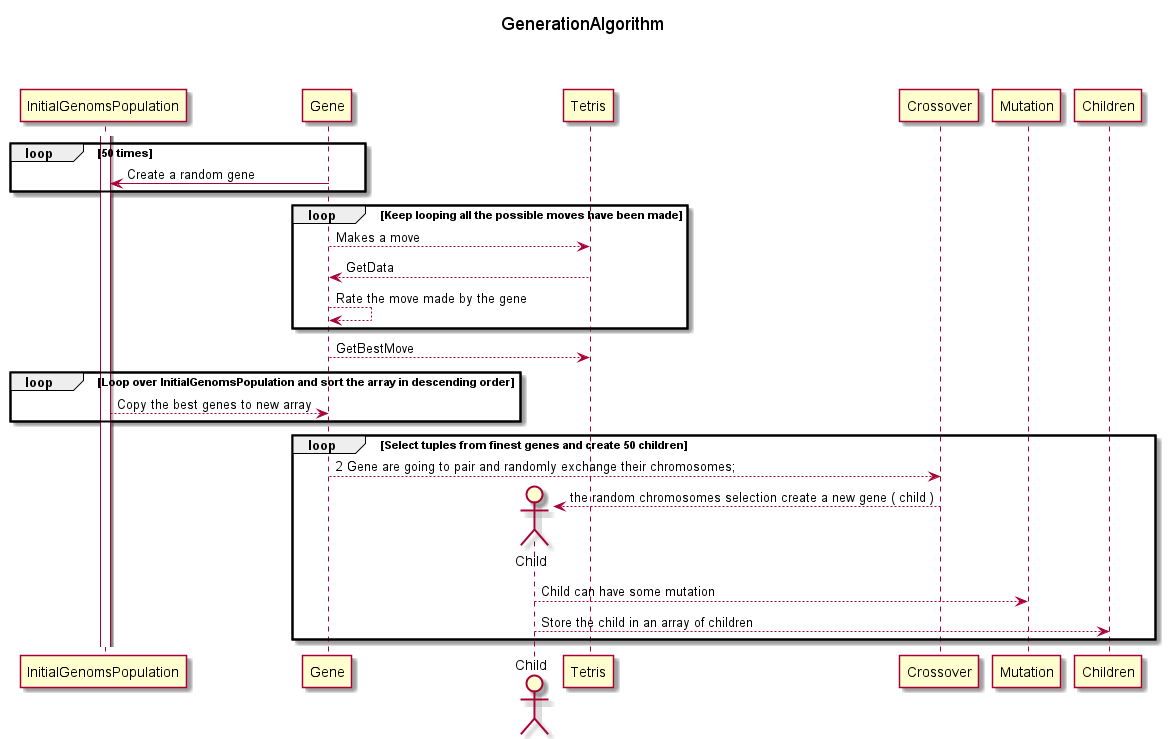 GenerationAlgorithm
InitialGenomsPopulation
Gene
Tetris
Crossover
Mutation
Children
loop
[50 times]
Create a random gene
loop
[Keep looping all the possible moves have been made]
Makes a move
GetData
Rate the move made by the gene
GetBestMove
loop
[Loop over InitialGenomsPopulation and sort the array in descending order]
Copy the best genes to new array
loop
[Select tuples from finest genes and create 50 children]
2 Gene are going to pair and randomly exchange their chromosomes;
the random chromosomes selection create a new gene ( child )
Child
Child can have some mutation
Store the child in an array of children
InitialGenomsPopulation
Gene
Child
Tetris
Crossover
Mutation
Children